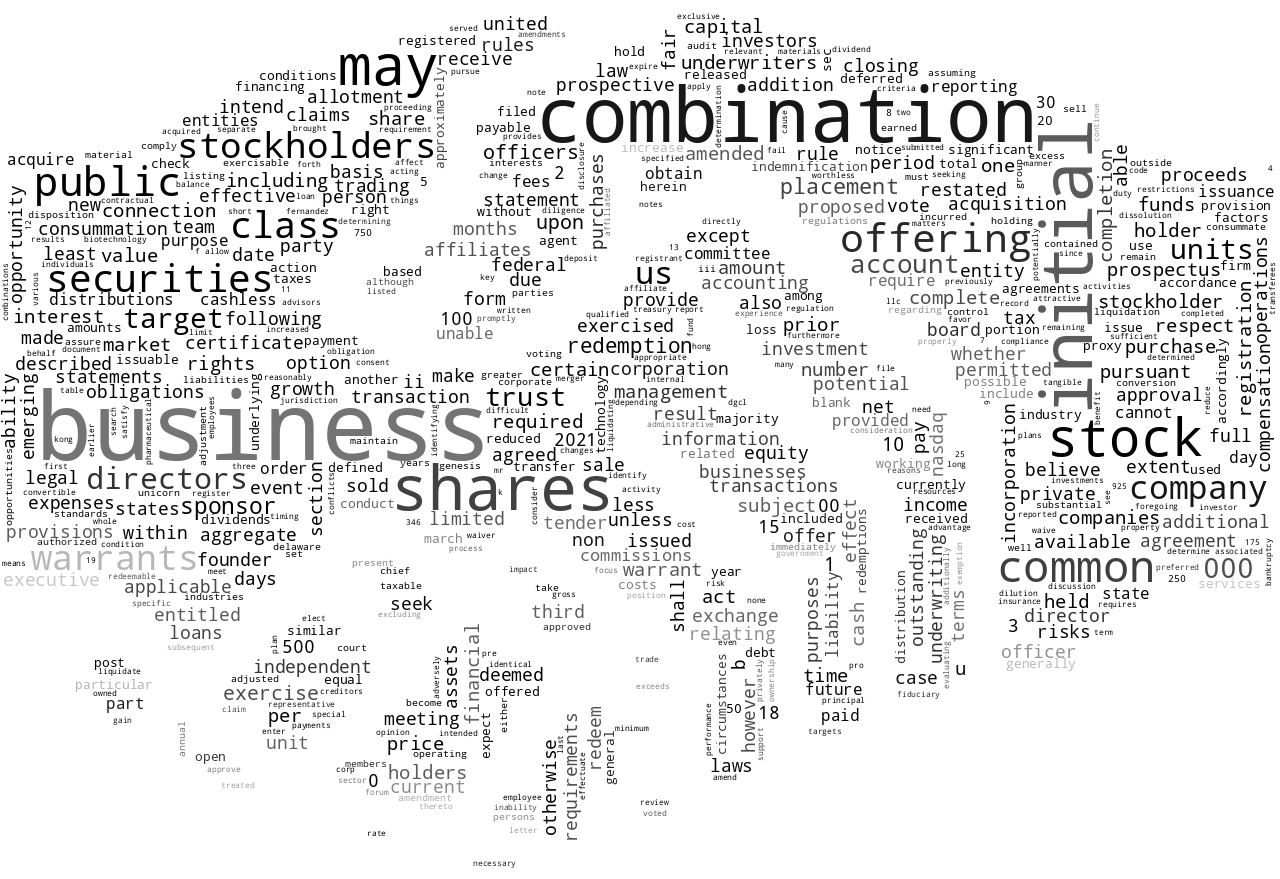 exclusive
served united capital
amendments
registered rules fair audit investors
may receive hold relevant materials dividend
pursue law expire underwriters sec closing
conditions prospective released addition deferred assuming
financing allotment note apply criteria reporting
intend claims proceeding filed combination 30
entities share requirement approximately payable determination cause 8 two sell
acquired separate brought provides earned 20 continue
comply stockholders officers increase amended fail rule notice submitted significant
acquire material check exercisable forth affect interests disclosure purchases specified indemnification period total one group excess manner able outside proceeds
public listing including basis acting change fees 2 obtain worthless must seeking code 4
balance effective loan person trading 5 herein placement restated duty restrictions issuance
new contractual short fernandez right things statement diligence affiliated notes proposed vote acquisition completion funds provision
opportunity 12 disposition connection class determining without upon directly regulations incurred holding dissolution holder factors
consummation team 750 months agent 13 except matters offering potentially contained use consummate
results biotechnology purpose f allow party affiliates registrant committee since remain units
least value date federal deposit us iii amount account entity initial prospectus firm
individuals action based key due affiliate accounting require previously activities accordance transferees
combinations various securities taxes although parties provide among llc complete agreements stockholder
distributions cashless 11 listed form written qualified treasury report also experience regulation regarding record attractive liquidation completed operations
interest amounts target advisors following 100 promptly exercised fund loss prior control favor tax issue respect registration
made assure limit increased unable redemption hong furthermore board portion remaining sufficient
behalf document market certificate payment voting appropriate investment properly 7 compliance proxy purchase accordingly compensation
described issuable rights option obligation consent certain corporation many number file whether determined
statements liabilities reasonably another ii make greater corporate merger internal potential permitted tangible pursuant
ability emerging table obligations underlying growth jurisdiction transaction trust technology management depending dgcl blank possible include conversion approval reduce
business search satisfy pharmaceutical adjustment employees identifying difficult required liquidating result administrative majority provided net need 9 benefit industry cannot
kong earlier maintain reduced 2021 changes information consideration pay nasdaq plans stock full
first three years genesis agreed related equity 10 25 believe day
opportunities legal directors order defined mr transfer sale identify businesses working long reasons extent used
convertible unicorn register event section conflicts sold k shares consider activity transactions currently resources incorporation investments see 925 company
expenses states sponsor conduct 346 limited less subject 00 income private substantial foregoing investor
standards whole dividends timing march waiver tender unless cost 15 included received reported companies property additional
provisions within aggregate process non issued offer effect advantage waive available agreement 175
authorized condition delaware set commissions immediately government redemptions well determine associated bankruptcy
means warrants 19 founder present impact focus warrant 1 outstanding underwriting additionally exemption common preferred 000
executive redeemable meet days chief costs year discussion 250 services
applicable taxable take position risk act none purposes liability cash distribution terms dilution state
specific industries seek excluding gross shall insurance held requires
entitled elect third exchange director
loans similar approved relating 3 risks term
subsequent plan 500 court even debt officer
post independent pre trade b time pro evaluating u generally
liquidate adjusted equal adversely assets financial identical deemed circumstances privately ownership future case
particular owned exercise creditors offered exceeds principal fiduciary
part claim representative become either performance 50 however 18 paid
gain per special meeting expect redeem minimum targets
annual enter payments opinion intended requirements general support
unit price operating otherwise last effectuate laws
open members holders amend
approve corp sector 0 current
treated forum amendment employee review
thereto inability voted
persons
rate letter
necessary